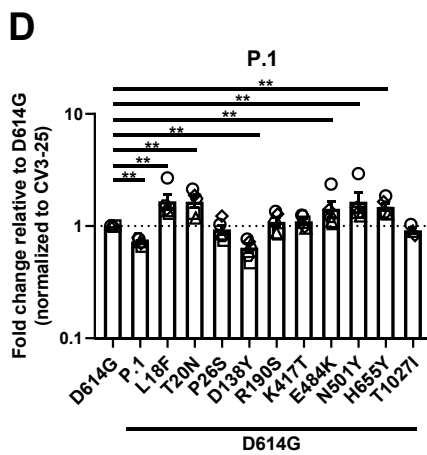 D
P.1
**
**
**
**
**
**
**
Fold change relative to D614G
(normalized to CV3-25)
10
1
0.1
D614G
P.1
L18F
T20N
P26S
D138Y
R190S
K417T
E484K
N501Y
H655Y
T1027I
D614G